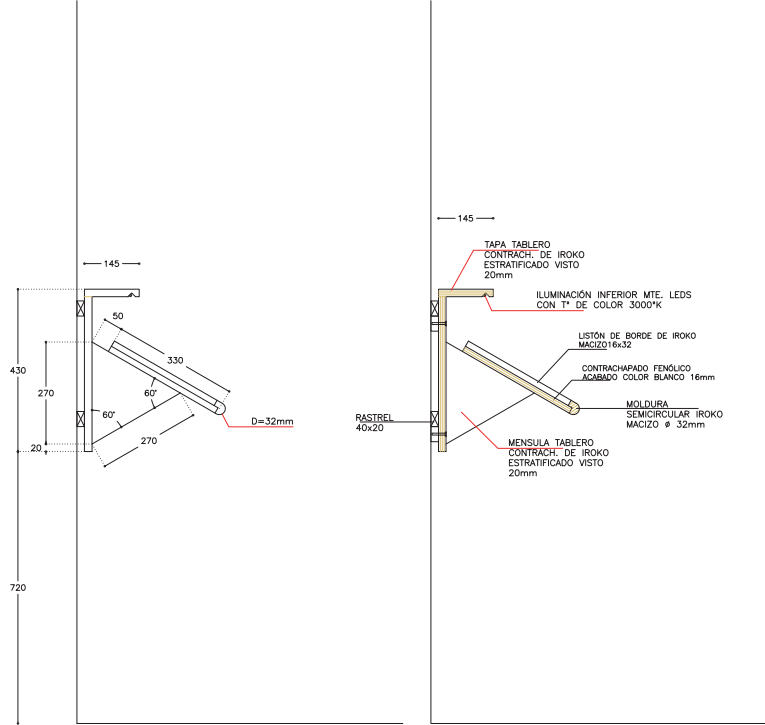 145
50
330
430
270
60°
60°
270
D=32mm
20
720
145
TAPA TABLERO
CONTRACH. DE IROKO
ESTRATIFICADO VISTO
20mm
ILUMINACIÓN INFERIOR MTE. LEDS
CON Tª DE COLOR 3000°K
LISTÓN DE BORDE DE IROKO
MACIZO16x32
CONTRACHAPADO FENÓLICO
ACABADO COLOR BLANCO 16mm
MOLDURA
SEMICIRCULAR IROKO
MACIZO Ø 32mm
RASTREL
40x20
MENSULA TABLERO
CONTRACH. DE IROKO
ESTRATIFICADO VISTO
20mm